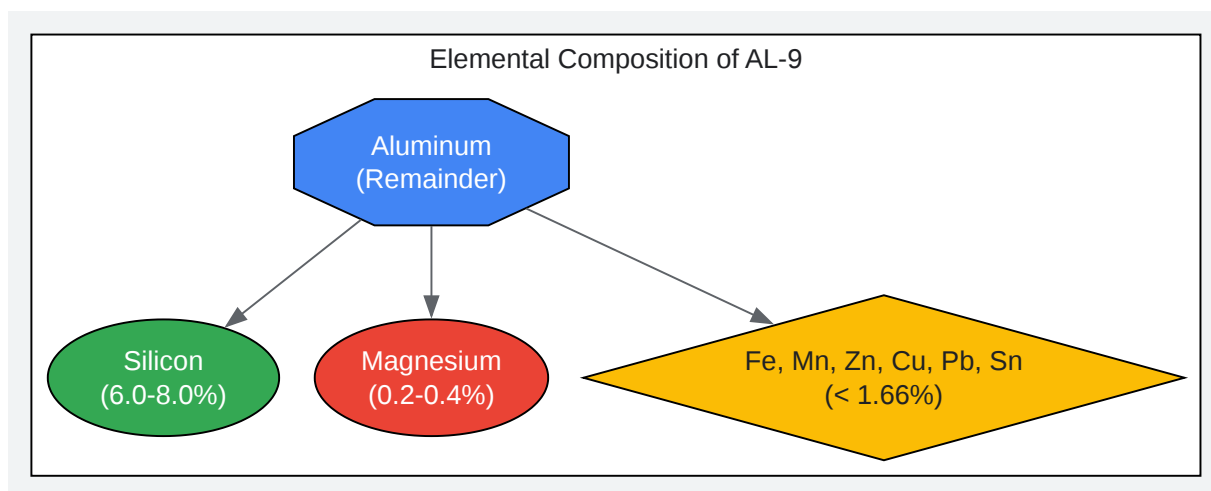 Elemental Composition of AL-9
Aluminum
(Remainder)
Silicon
(6.0-8.0%)
Magnesium
(0.2-0.4%)
Fe, Mn, Zn, Cu, Pb, Sn
(< 1.66%)